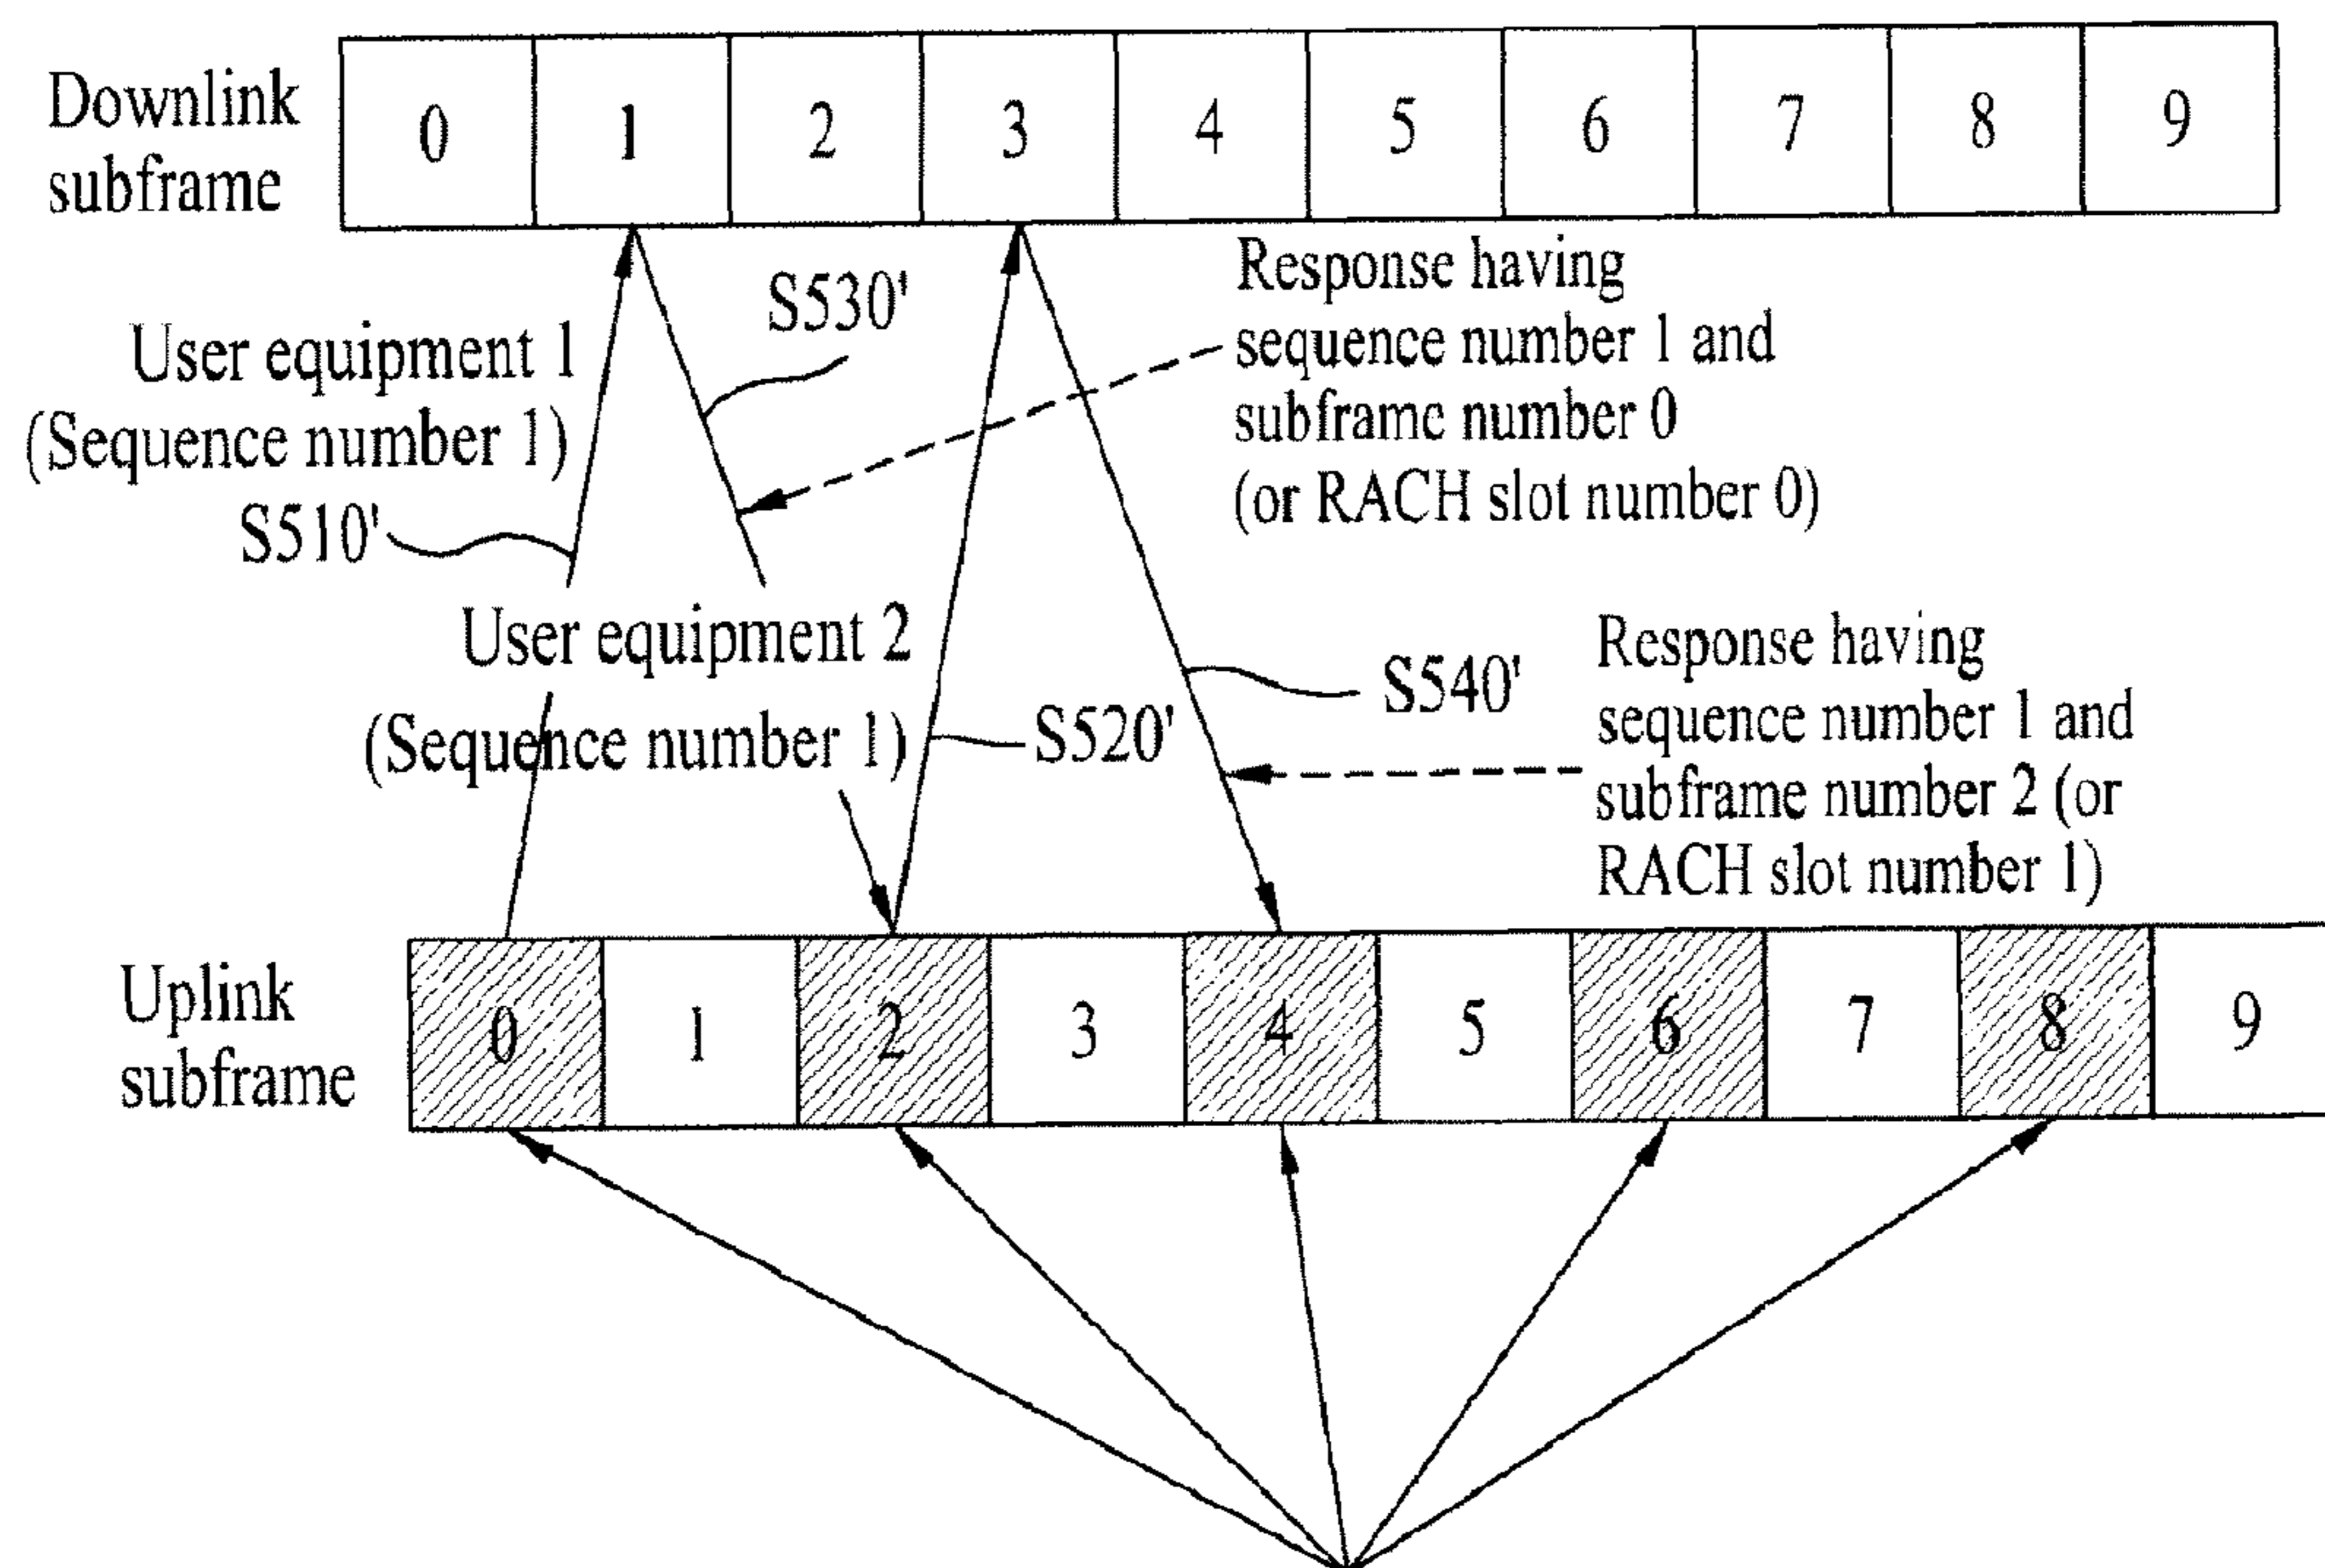 Downlink
subframe
0 1 2 3 4 5 6 7 8 9
User equipment 1
(Sequence number 1)
S510'
S530'
Response having
sequence number 1 and
subframe number 0
(or RACH slot number 0)
User equipment 2
(Sequence number 1)
S520'
S540'
Response having
sequence number 1 and
subframe number 2 (or
RACH slot number 1)
Uplink
subframe
0 1 2 3 4 5 6 7 8 9